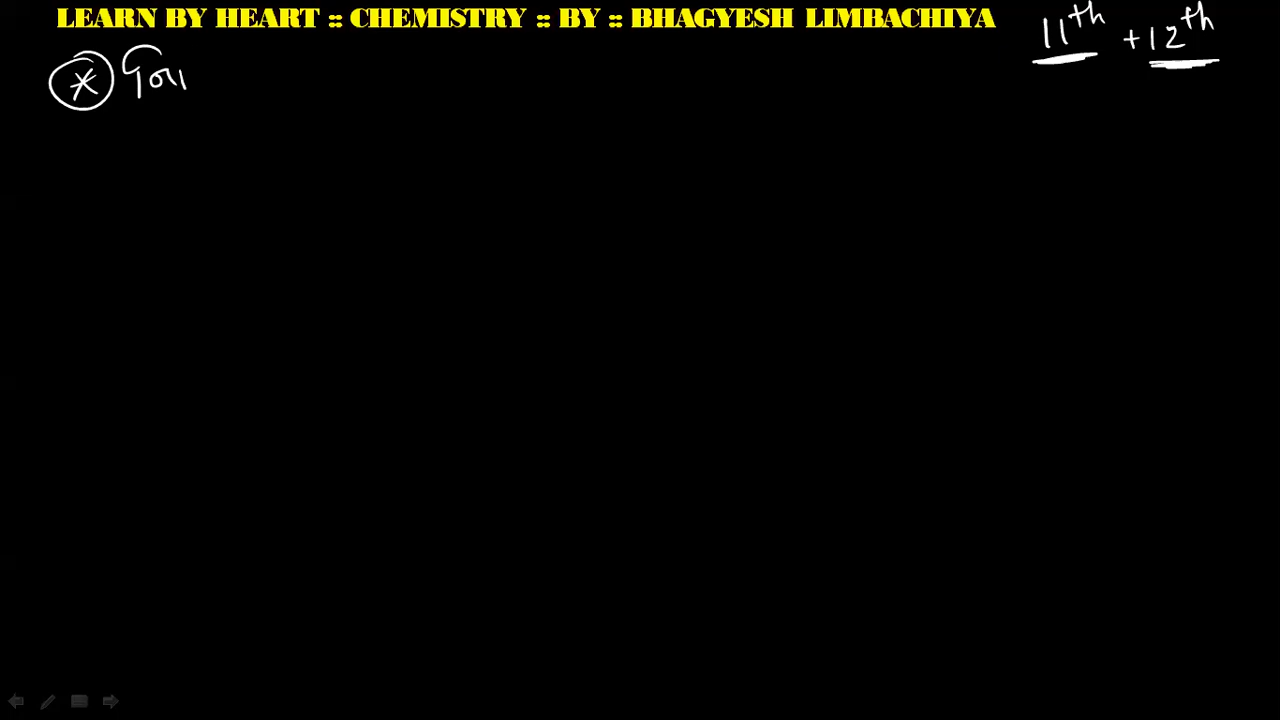 LEARN BY HEART :: CHEMISTRY :: BY :: BHAGYESH LIMBACHIYA
11th + 12th